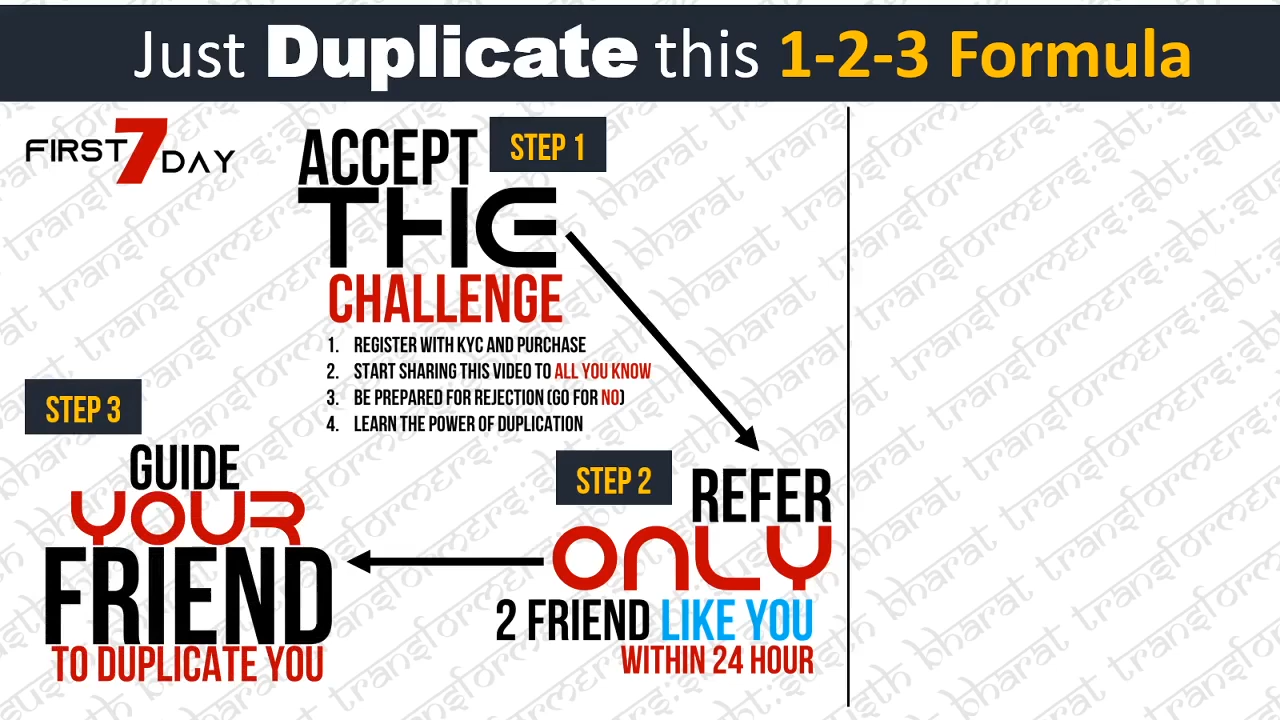 Just Duplicate this 1-2-3 Formula
FIRST 7 DAY
STEP 1
ACCEPT
THE
CHALLENGE
1. REGISTER WITH KYC AND PURCHASE
2. START SHARING THIS VIDEO TO ALL YOU KNOW
3. BE PREPARED FOR REJECTION (GO FOR NO)
4. LEARN THE POWER OF DUPLICATION
STEP 2
REFER
ONLY
2 FRIEND LIKE YOU
WITHIN 24 HOUR
STEP 3
GUIDE
YOUR
FRIEND
TO DUPLICATE YOU